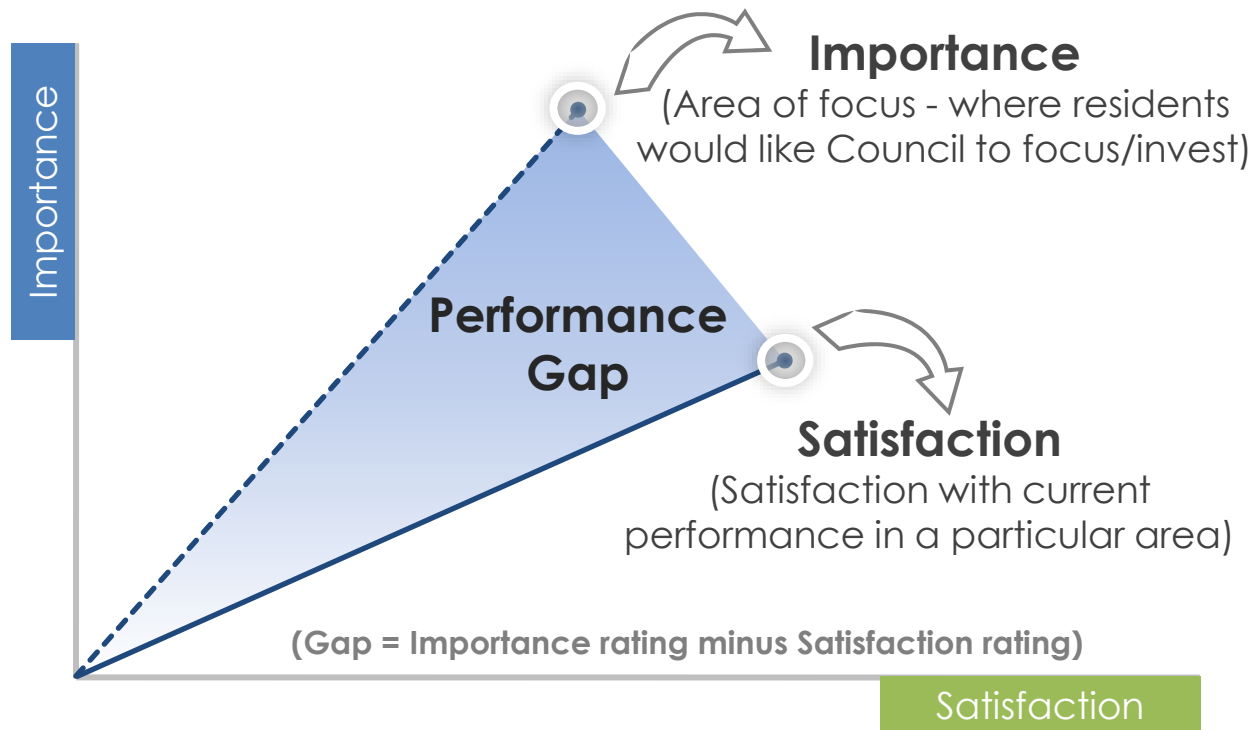 Importance
Importance
(Area of focus - where residents
would like Council to focus/invest)
Performance
Gap
Satisfaction
(Satisfaction with current
performance in a particular area)
(Gap = Importance rating minus Satisfaction rating)
Satisfaction